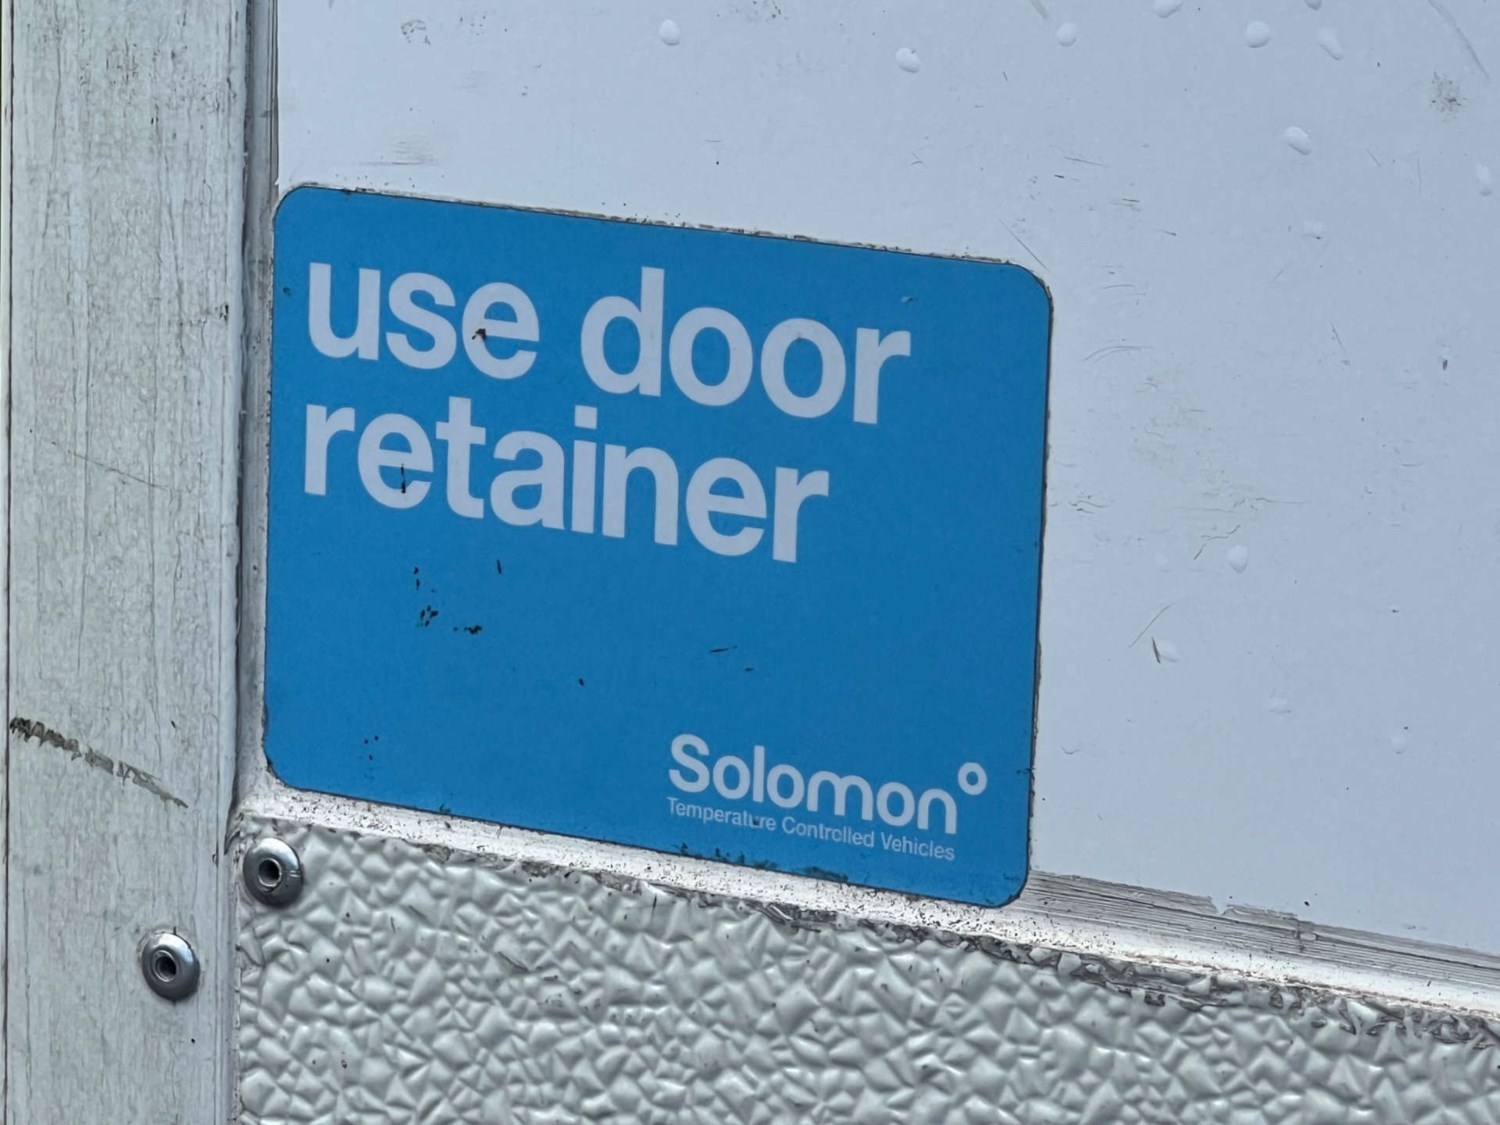 use door
retainer
Solomon°
Temperature Controlled Vehicles